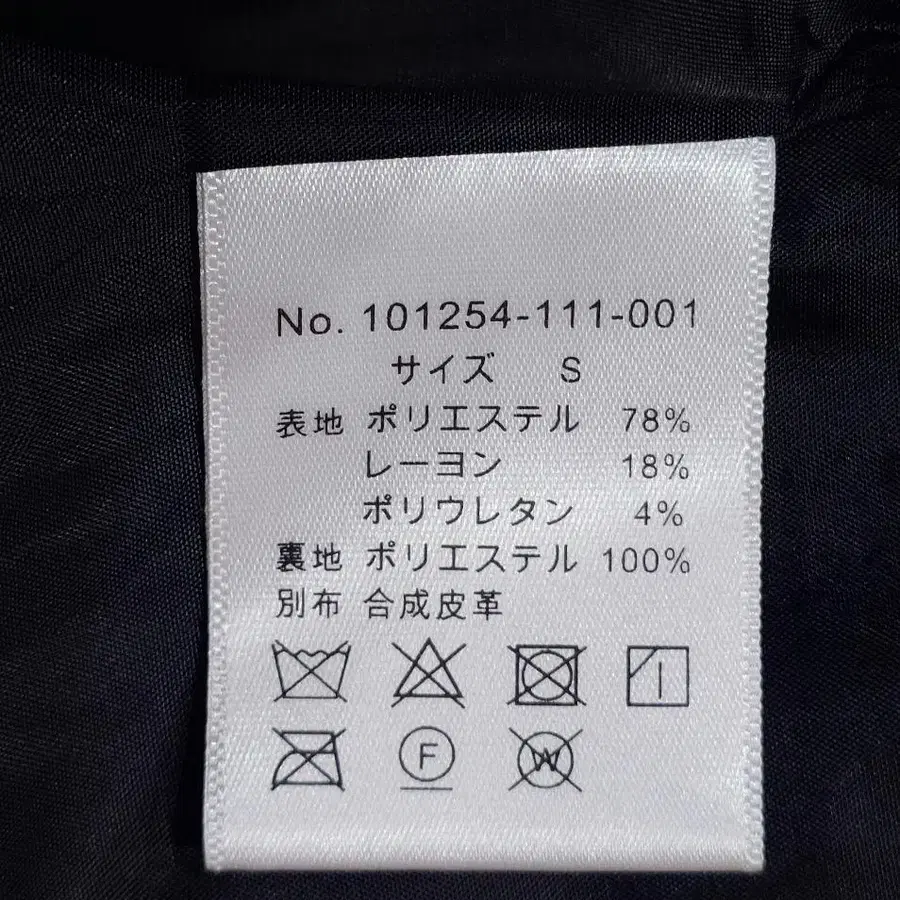 No. 101254-111-001
サイズ S
表地 ポリエステル 78%
レーヨン 18%
ポリウレタン 4%
裏地 ポリエステル 100%
別布 合成皮革
F W